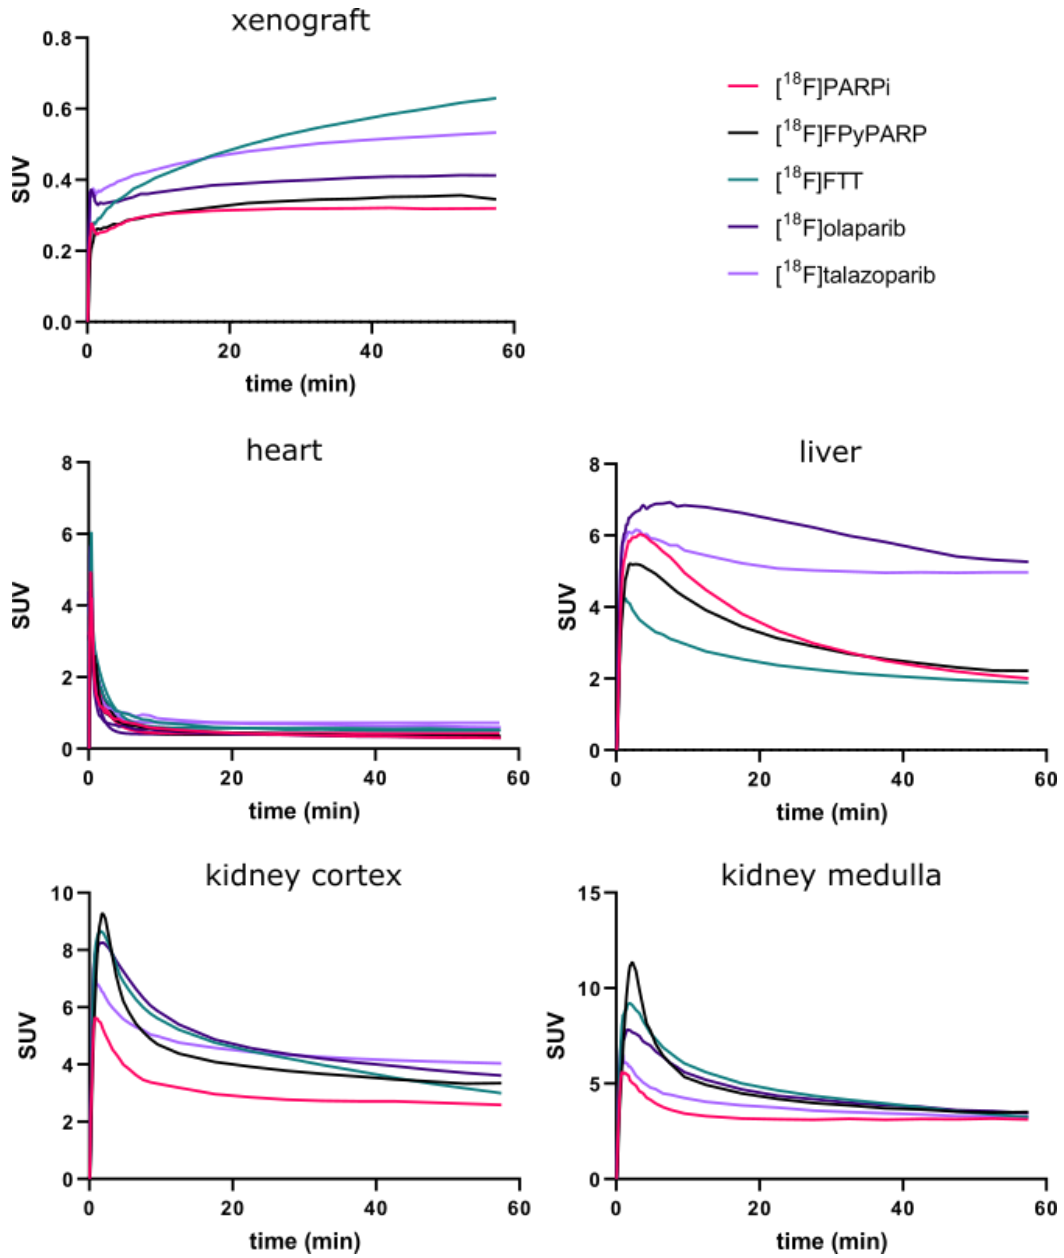 xenograft
0.8
0.6
0.4
0.2
0.0
SUV
0
20
40
60
time (min)
[¹⁸F]PARPi
[¹⁸F]FPyPARP
[¹⁸F]FTT
[¹⁸F]olaparib
[¹⁸F]talazoparib
heart
8
6
4
2
0
SUV
0
20
40
60
time (min)
liver
8
6
4
2
0
SUV
0
20
40
60
time (min)
kidney cortex
10
8
6
4
2
0
SUV
0
20
40
60
time (min)
kidney medulla
15
10
5
0
SUV
0
20
40
60
time (min)